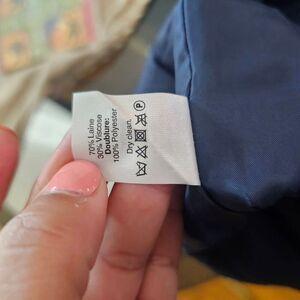 70% Laine
30% Viscose
Doublure:
100% Polyester
Dry clean.
P